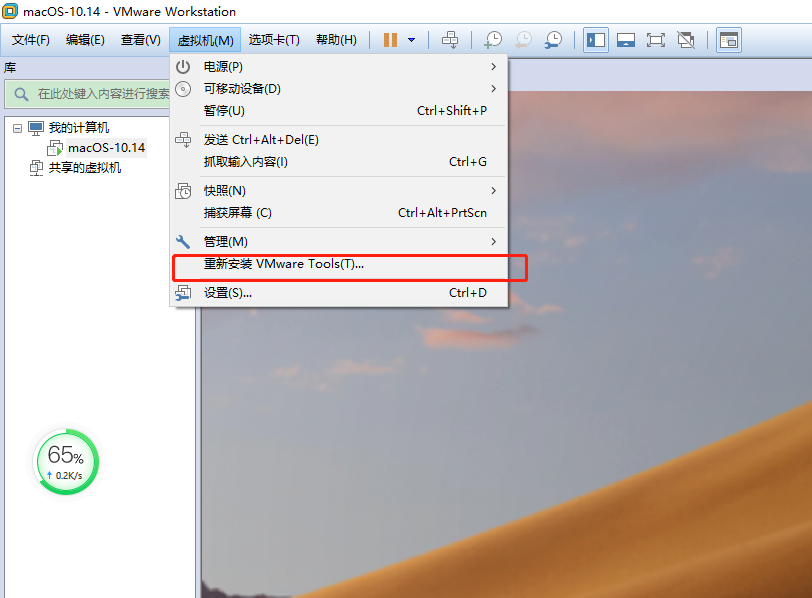 macOS-10.14 - VMware Workstation
文件(F) 编辑(E) 查看(V) 虚拟机(M) 选项卡(T) 帮助(H)
库
在此处键入内容进行搜索
我的计算机
macOS-10.14
共享的虚拟机
电源(P)
可移动设备(D)
暂停(U) Ctrl+Shift+P
发送 Ctrl+Alt+Del(E)
抓取输入内容(I) Ctrl+G
快照(N)
捕获屏幕 (C) Ctrl+Alt+PrtScn
管理(M)
重新安装 VMware Tools(T)...
设置(S)... Ctrl+D
65%
0.2K/s